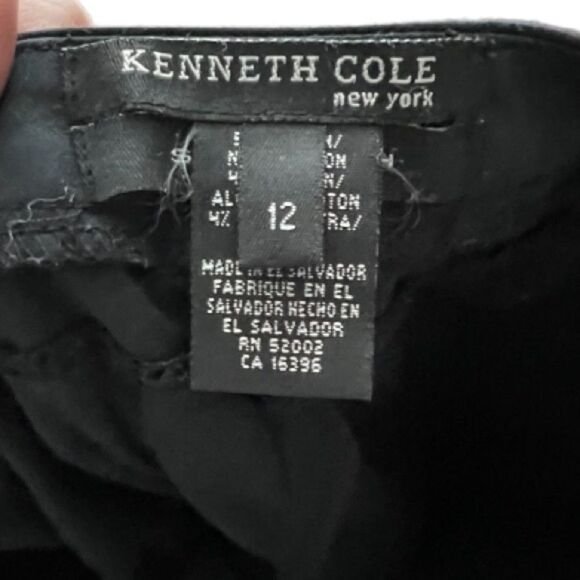 KENNETH COLE
new york
12
MADE IN EL SALVADOR
FABRIQUE EN EL
SALVADOR HECHO EN
EL SALVADOR
RN 52002
CA 16396